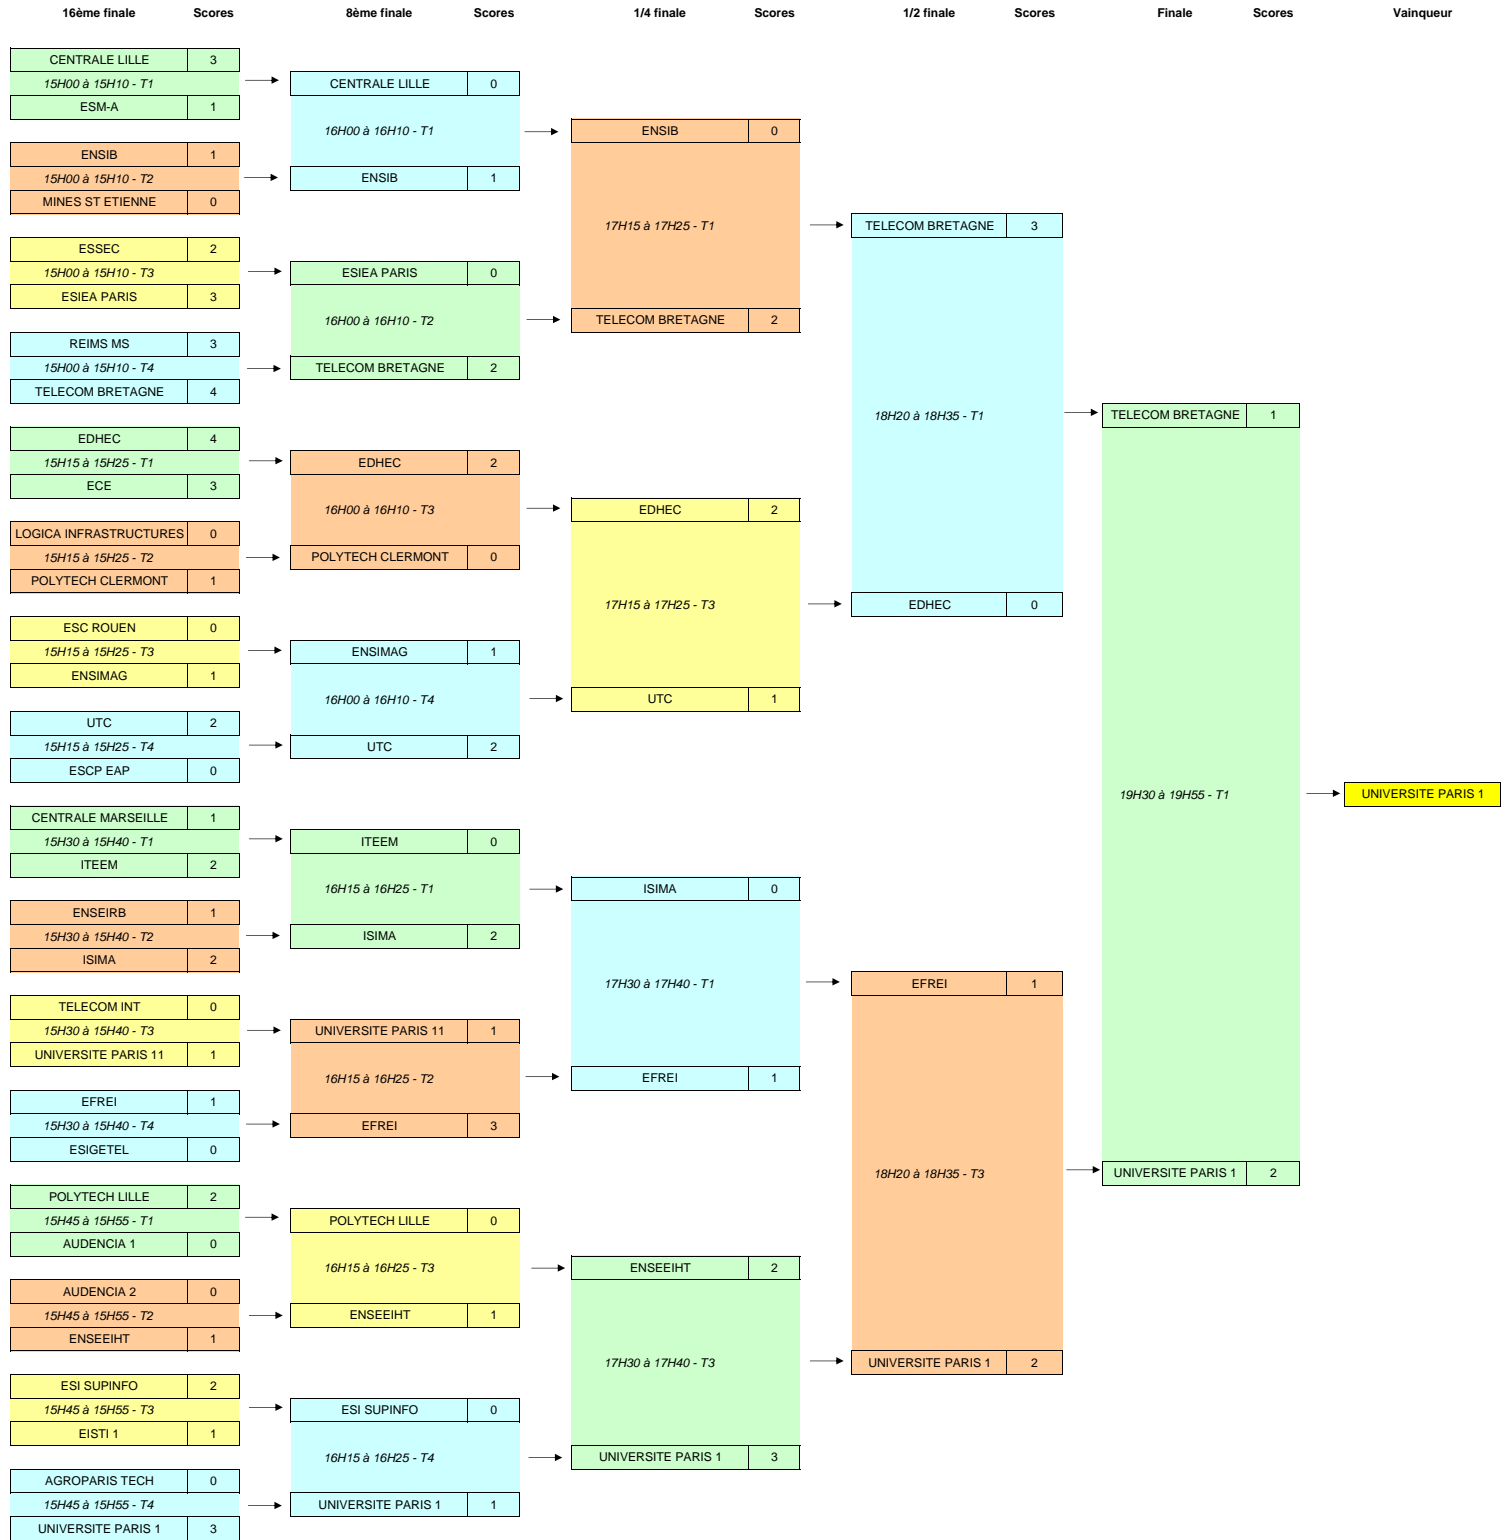 16ème finale Scores 8ème finale Scores 1/4 finale Scores 1/2 finale Scores Finale Scores Vainqueur
CENTRALE LILLE 3
15H00 à 15H10 - T1
ESM-A 1
ENSIB 1
15H00 à 15H10 - T2
MINES ST ETIENNE 0
ESSEC 2
15H00 à 15H10 - T3
ESIEA PARIS 3
REIMS MS 3
15H00 à 15H10 - T4
TELECOM BRETAGNE 4
EDHEC 4
15H15 à 15H25 - T1
ECE 3
LOGICA INFRASTRUCTURES 0
15H15 à 15H25 - T2
POLYTECH CLERMONT 1
ESC ROUEN 0
15H15 à 15H25 - T3
ENSIMAG 1
UTC 2
15H15 à 15H25 - T4
ESCP EAP 0
CENTRALE MARSEILLE 1
15H30 à 15H40 - T1
ITEEM 2
ENSEIRB 1
15H30 à 15H40 - T2
ISIMA 2
TELECOM INT 0
15H30 à 15H40 - T3
UNIVERSITE PARIS 11 1
EFREI 1
15H30 à 15H40 - T4
ESIGETEL 0
POLYTECH LILLE 2
15H45 à 15H55 - T1
AUDENCIA 1 0
AUDENCIA 2 0
15H45 à 15H55 - T2
ENSEEIHT 1
ESI SUPINFO 2
15H45 à 15H55 - T3
EISTI 1 1
AGROPARIS TECH 0
15H45 à 15H55 - T4
UNIVERSITE PARIS 1 3
CENTRALE LILLE 0
16H00 à 16H10 - T1
ENSIB 1
ESIEA PARIS 0
16H00 à 16H10 - T2
TELECOM BRETAGNE 2
EDHEC 2
16H00 à 16H10 - T3
POLYTECH CLERMONT 0
ENSIMAG 1
16H00 à 16H10 - T4
UTC 2
ITEEM 0
16H15 à 16H25 - T1
ISIMA 2
UNIVERSITE PARIS 11 1
16H15 à 16H25 - T2
EFREI 3
POLYTECH LILLE 0
16H15 à 16H25 - T3
ENSEEIHT 1
ESI SUPINFO 0
16H15 à 16H25 - T4
UNIVERSITE PARIS 1 1
ENSIB 0
17H15 à 17H25 - T1
TELECOM BRETAGNE 2
EDHEC 2
17H15 à 17H25 - T3
UTC 1
ISIMA 0
17H30 à 17H40 - T1
EFREI 1
ENSEEIHT 2
17H30 à 17H40 - T3
UNIVERSITE PARIS 1 3
TELECOM BRETAGNE 3
18H20 à 18H35 - T1
EDHEC 0
EFREI 1
18H20 à 18H35 - T3
UNIVERSITE PARIS 1 2
TELECOM BRETAGNE 1
19H30 à 19H55 - T1
UNIVERSITE PARIS 1 2
UNIVERSITE PARIS 1